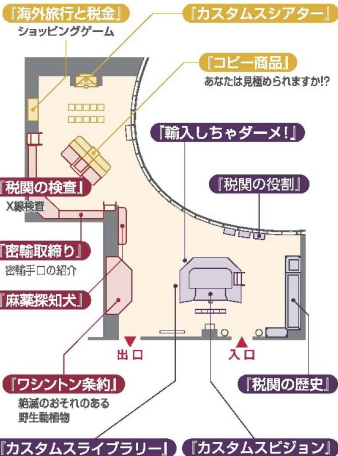 『海外旅行と税金』
ショッピングゲーム
『カスタムスシアター』
『コピー商品』
あなたは見極められますか!?
『輸入しちゃダーメ!』
『税関の検査』
X線検査
『税関の役割』
『密輸取締り』
密輸手口の紹介
『麻薬探知犬』
出口
入口
『ワシントン条約』
絶滅のおそれのある
野生動植物
『税関の歴史』
『カスタムスライブラリー』
『カスタムスビジョン』